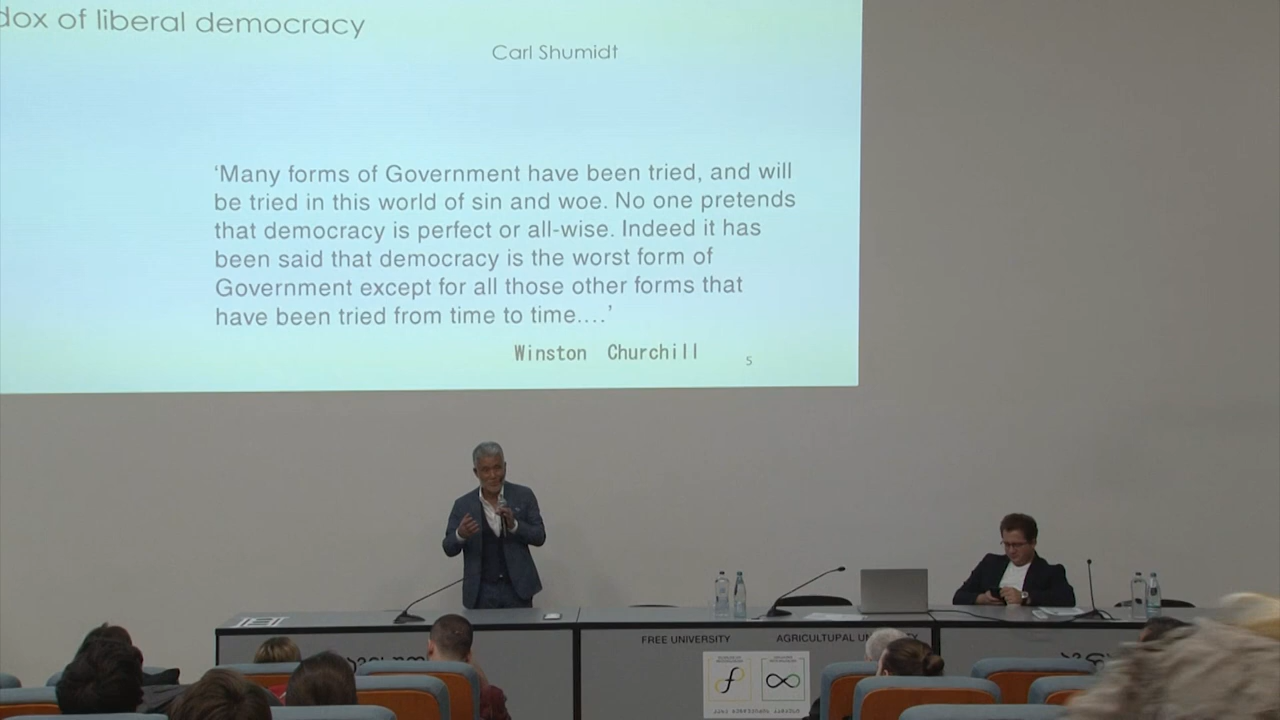 dox of liberal democracy
Carl Shumidt
‘Many forms of Government have been tried, and will
be tried in this world of sin and woe. No one pretends
that democracy is perfect or all-wise. Indeed it has
been said that democracy is the worst form of
Government except for all those other forms that
have been tried from time to time....’
Winston Churchill
5
FREE UNIVERSITY
AGRICULTUPAL